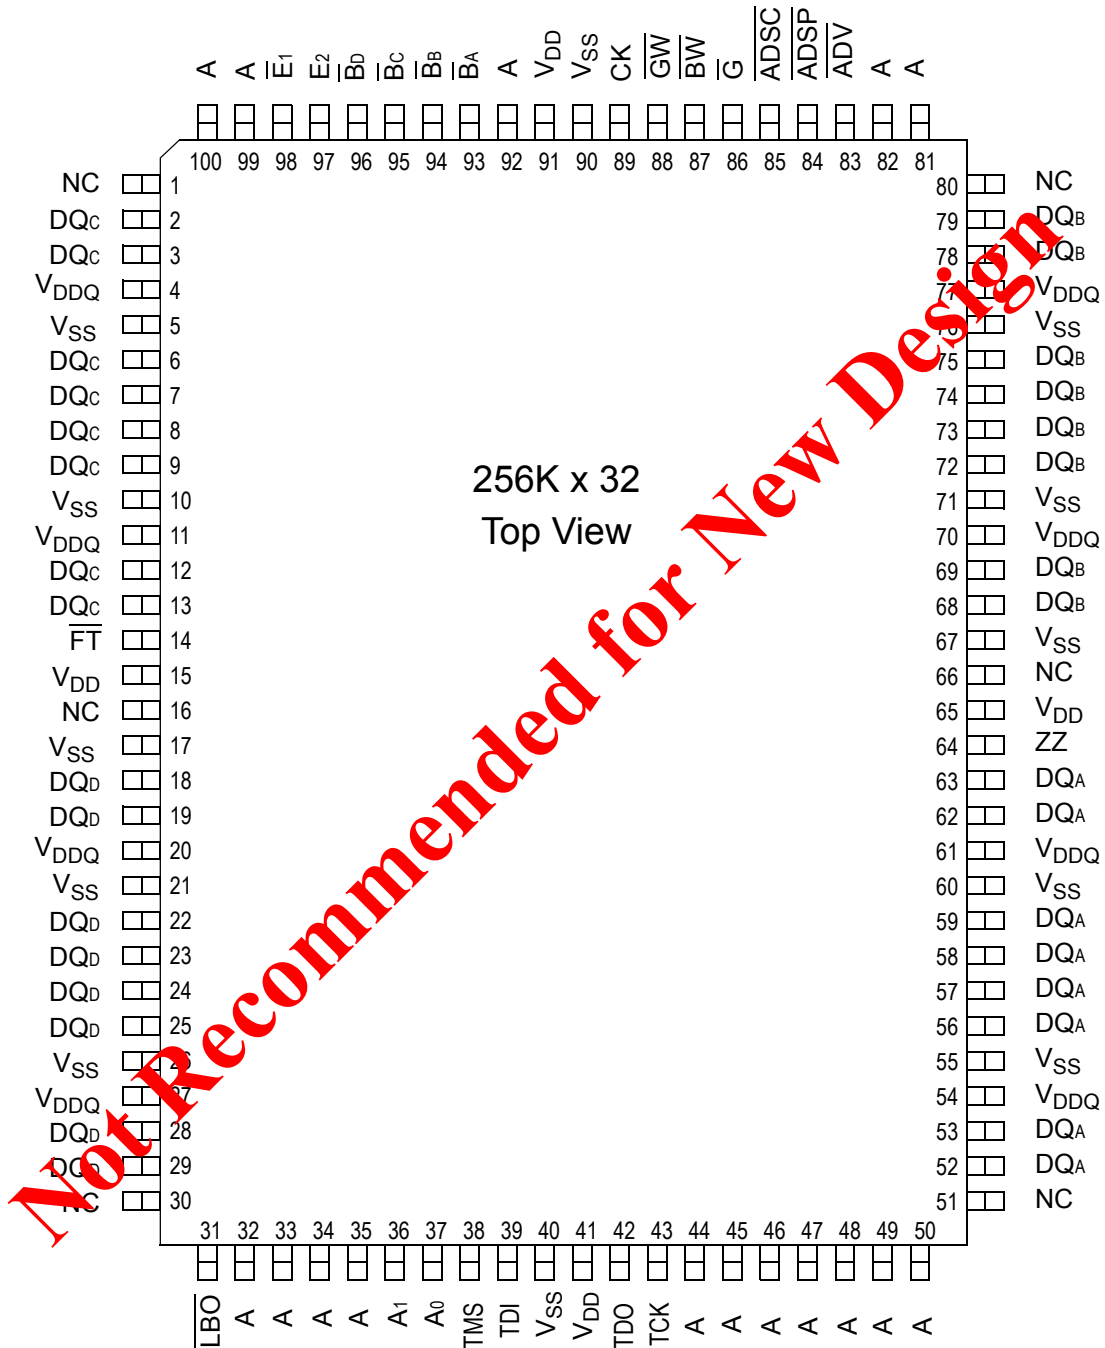 A A E1 E2 BD BC BB BA A VDD VSS CK GW BW G ADSC ADSP ADV A A
100 99 98 97 96 95 94 93 92 91 90 89 88 87 86 85 84 83 82 81
NC 1 80 NC
DQC 2 79 DQB
DQC 3 78 DQB
VDDQ 4 77 VDDQ
VSS 5 76 VSS
DQC 6 75 DQB
DQC 7 74 DQB
DQC 8 73 DQB
DQC 9 72 DQB
256K x 32
VSS 10 71 VSS
Top View
VDDQ 11 70 VDDQ
DQC 12 69 DQB
DQC 13 68 DQB
FT 14 67 VSS
VDD 15 66 NC
NC 16 65 VDD
VSS 17 64 ZZ
DQD 18 63 DQA
DQD 19 62 DQA
VDDQ 20 61 VDDQ
VSS 21 60 VSS
DQD 22 59 DQA
DQD 23 58 DQA
DQD 24 57 DQA
DQD 25 56 DQA
VSS 26 55 VSS
VDDQ 27 54 VDDQ
DQD 28 53 DQA
DQD 29 52 DQA
NC 30 51 NC
31 32 33 34 35 36 37 38 39 40 41 42 43 44 45 46 47 48 49 50
LBO A A A A A1 A0 TMS TDI VSS VDD TDO TCK A A A A A A A
Not Recommended for New Design